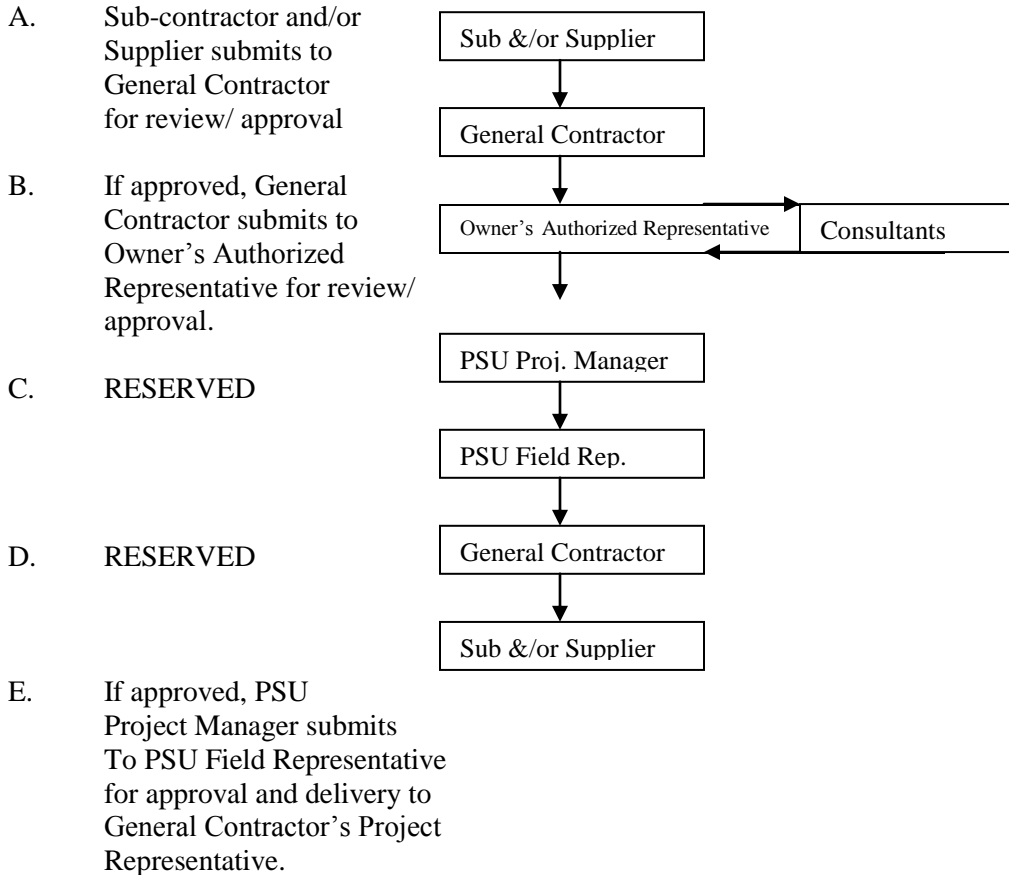 A. Sub-contractor and/or
Supplier submits to
General Contractor
for review/ approval
B. If approved, General
Contractor submits to
Owner’s Authorized
Representative for review/
approval.
C. RESERVED
D. RESERVED
E. If approved, PSU
Project Manager submits
To PSU Field Representative
for approval and delivery to
General Contractor’s Project
Representative.
Sub &/or Supplier
General Contractor
Owner’s Authorized Representative
Consultants
PSU Proj. Manager
PSU Field Rep.
General Contractor
Sub &/or Supplier